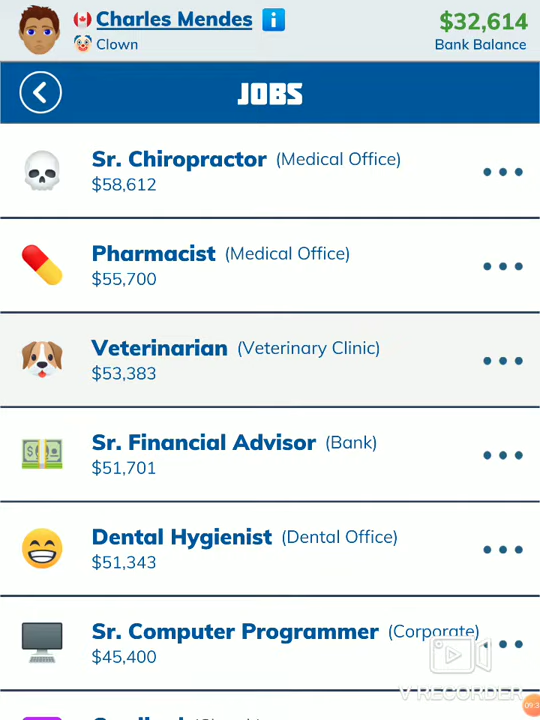 Charles Mendes
$32,614
Clown
Bank Balance
JOBS
Sr. Chiropractor (Medical Office)
$58,612
Pharmacist (Medical Office)
$55,700
Veterinarian (Veterinary Clinic)
$53,383
Sr. Financial Advisor (Bank)
$51,701
Dental Hygienist (Dental Office)
$51,343
Sr. Computer Programmer (Corporate)
$45,400
V RECORDER